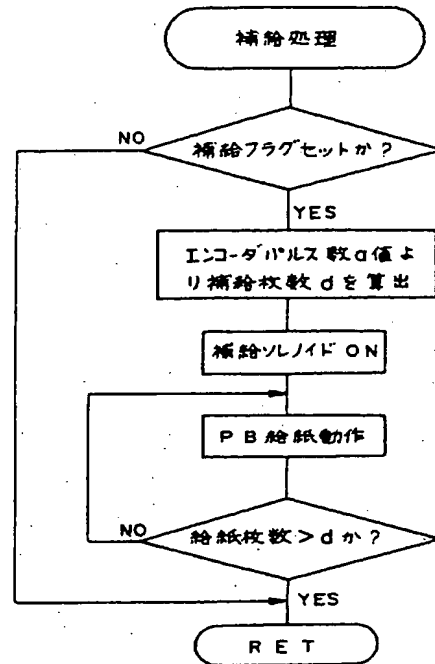 補給処理
NO
補給フラグセットか?
YES
エンコーダパルス数a値よ
り補給枚数dを算出
補給ソレノイドON
PB給紙動作
NO
給紙枚数>dか?
YES
RET